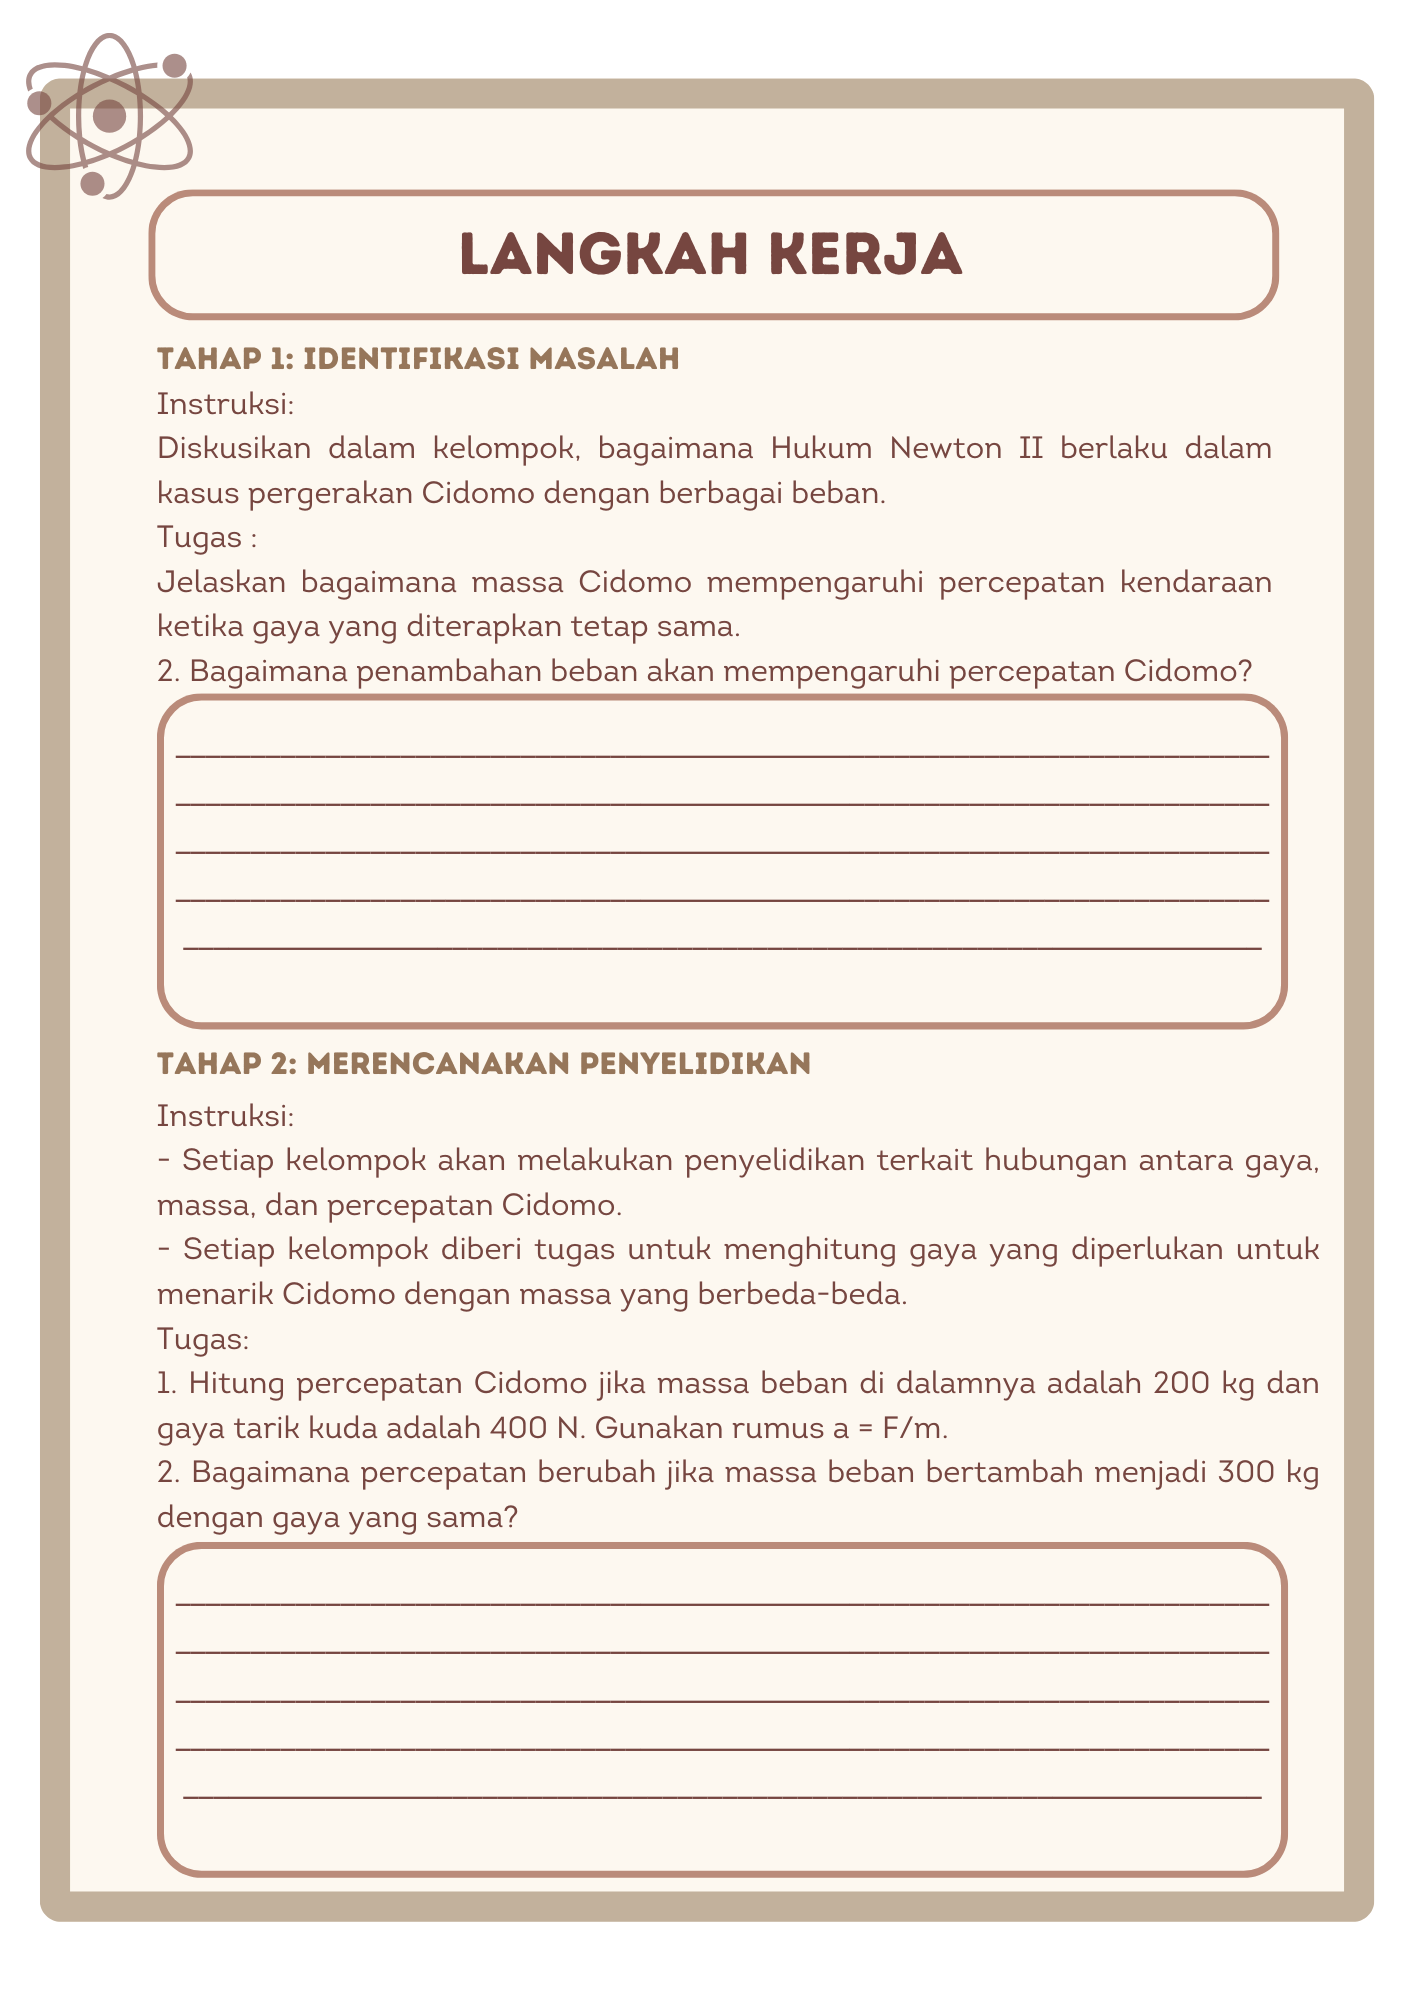 LANGKAH KERJA
TAHAP 1: IDENTIFIKASI MASALAH
Instruksi:
Diskusikan dalam kelompok, bagaimana Hukum Newton II berlaku dalam
kasus pergerakan Cidomo dengan berbagai beban.
Tugas :
Jelaskan bagaimana massa Cidomo mempengaruhi percepatan kendaraan
ketika gaya yang diterapkan tetap sama.
2. Bagaimana penambahan beban akan mempengaruhi percepatan Cidomo?
TAHAP 2: MERENCANAKAN PENYELIDIKAN
Instruksi:
- Setiap kelompok akan melakukan penyelidikan terkait hubungan antara gaya,
massa, dan percepatan Cidomo.
- Setiap kelompok diberi tugas untuk menghitung gaya yang diperlukan untuk
menarik Cidomo dengan massa yang berbeda-beda.
Tugas:
1. Hitung percepatan Cidomo jika massa beban di dalamnya adalah 200 kg dan
gaya tarik kuda adalah 400 N. Gunakan rumus a = F/m.
2. Bagaimana percepatan berubah jika massa beban bertambah menjadi 300 kg
dengan gaya yang sama?